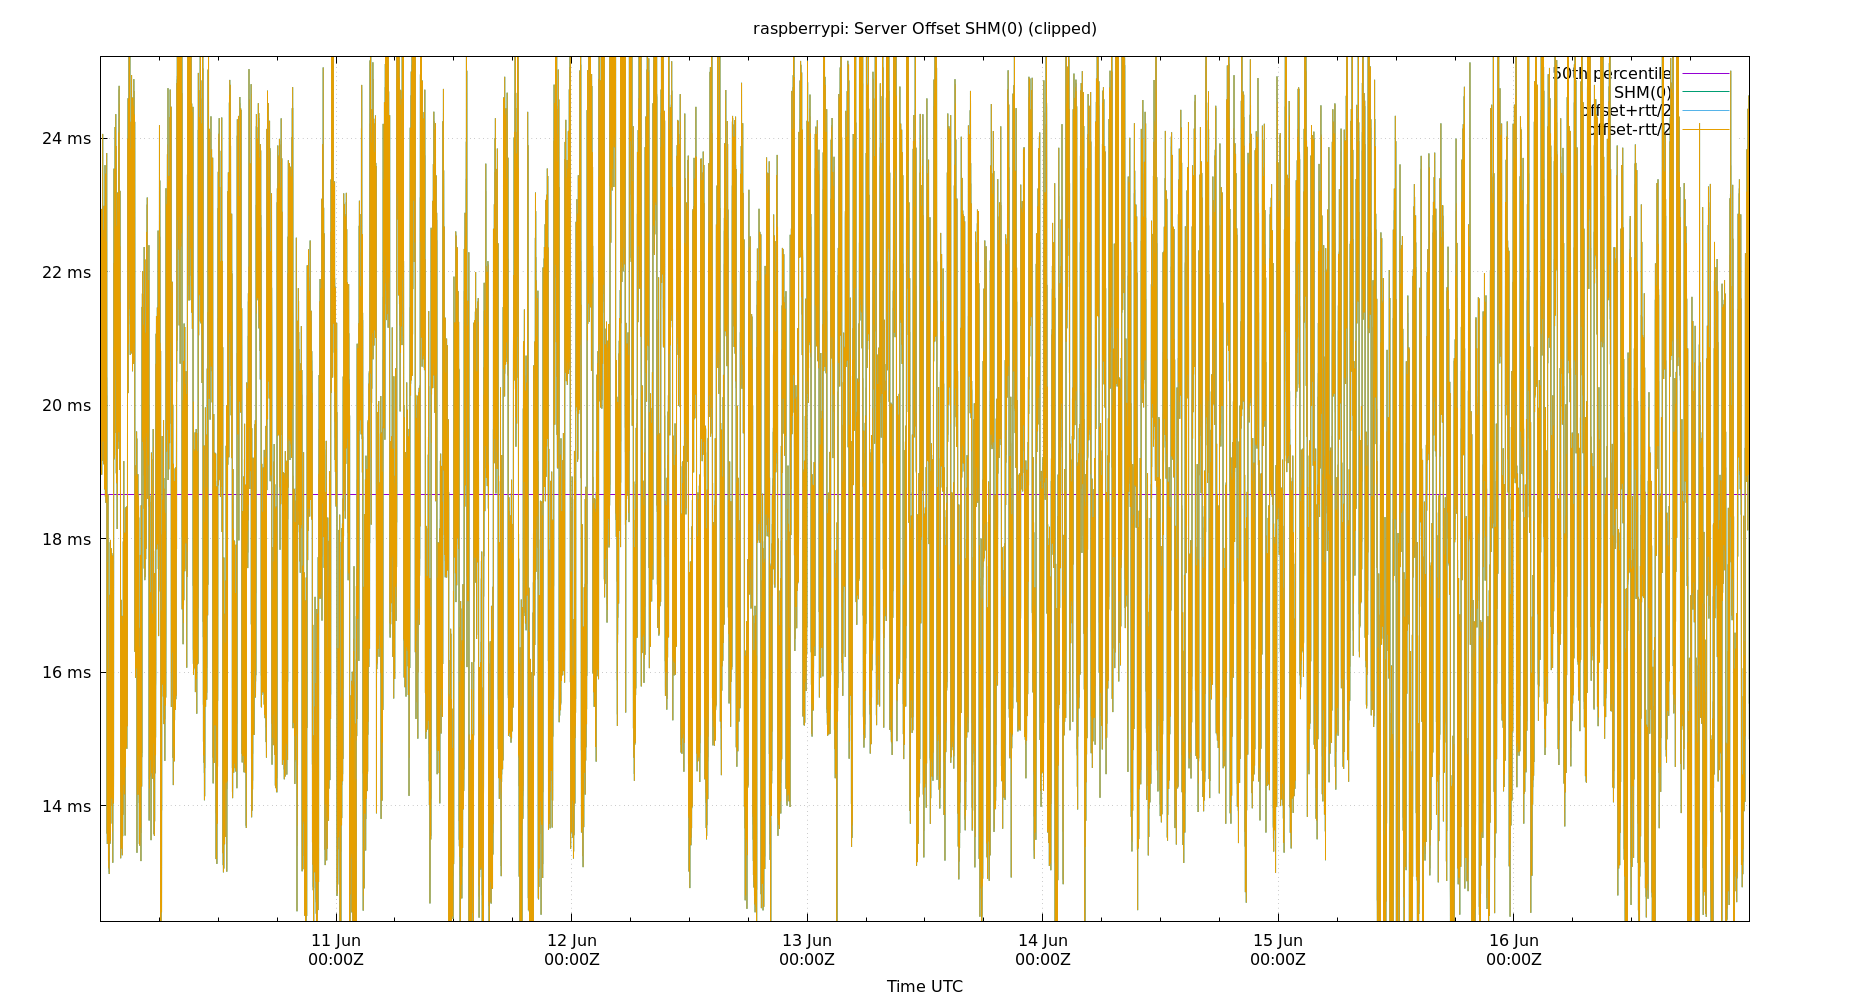 raspberrypi: Server Offset SHM(0) (clipped)
50th percentile
SHM(0)
offset+rtt/2
offset-rtt/2
24 ms
22 ms
20 ms
18 ms
16 ms
14 ms
11 Jun
00:00Z
12 Jun
00:00Z
13 Jun
00:00Z
14 Jun
00:00Z
15 Jun
00:00Z
16 Jun
00:00Z
Time UTC